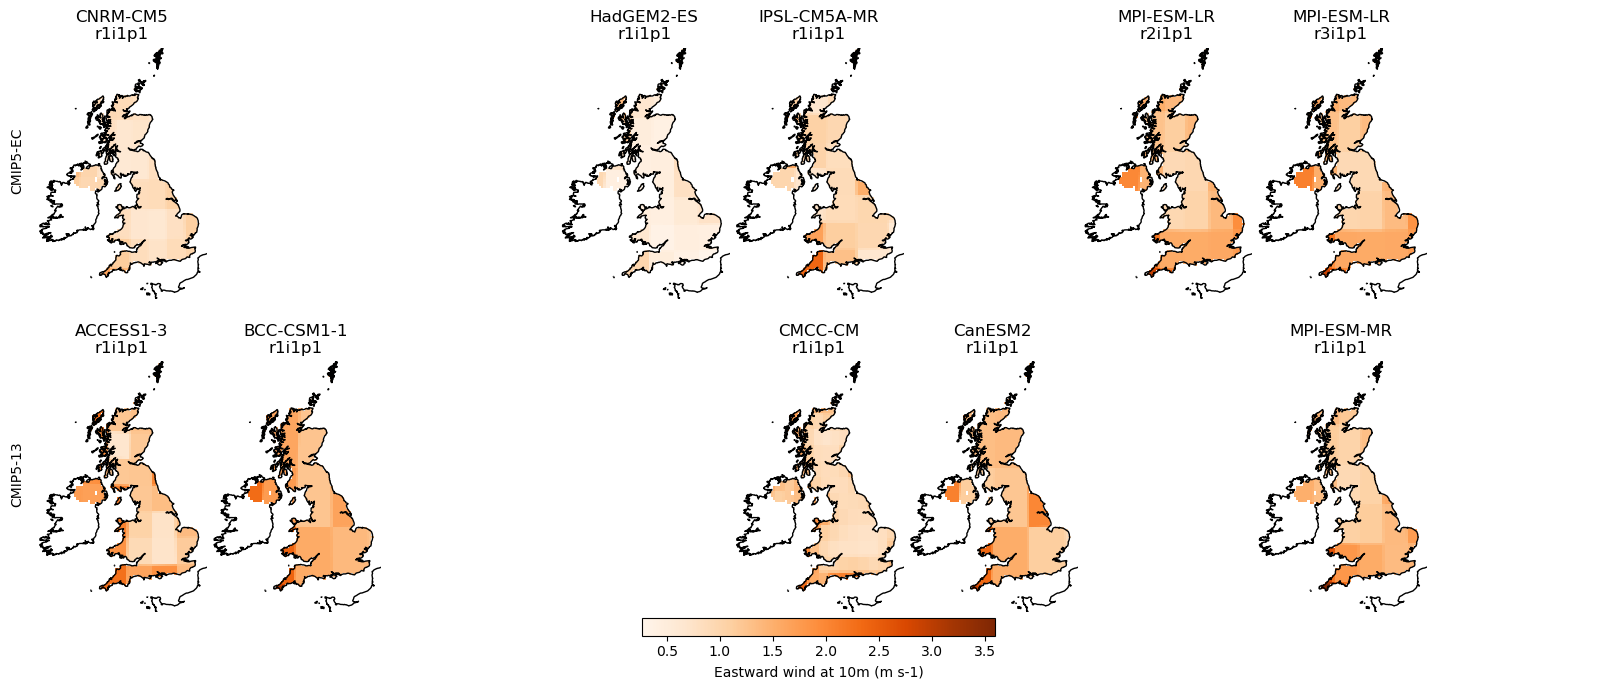 CNRM-CM5
r1i1p1
HadGEM2-ES
r1i1p1
IPSL-CM5A-MR
r1i1p1
MPI-ESM-LR
r2i1p1
MPI-ESM-LR
r3i1p1
CMIP5-EC
ACCESS1-3
r1i1p1
BCC-CSM1-1
r1i1p1
CMCC-CM
r1i1p1
CanESM2
r1i1p1
MPI-ESM-MR
r1i1p1
CMIP5-13
0.5 1.0 1.5 2.0 2.5 3.0 3.5
Eastward wind at 10m (m s-1)